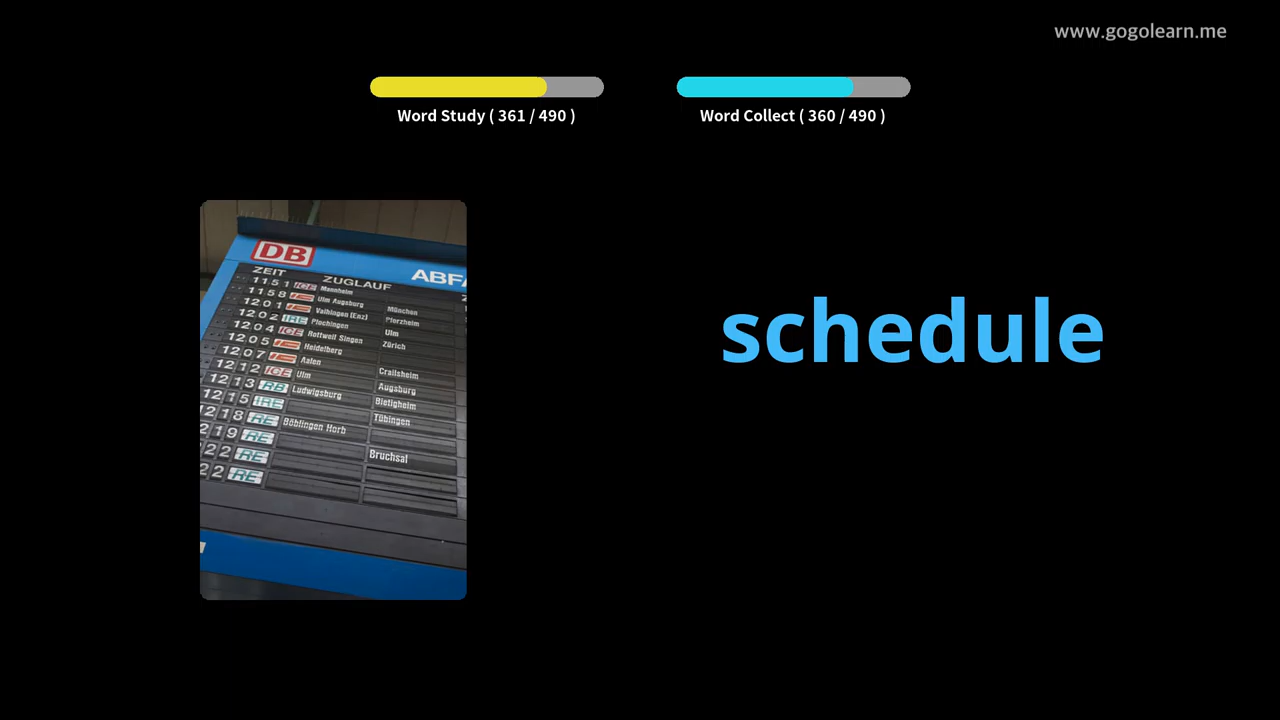 www.gogolearn.me
Word Study ( 361 / 490 )
Word Collect ( 360 / 490 )
schedule
DB
ABFA
ZEIT ZUGLAUF
1151 ICE Mannheim
1158 Ulm Augsburg München
1201 Vaihingen (Enz) Pforzheim
1202 IRE Plochingen Ulm
1204 ICE Rottweil Singen Zürich
1205 Heidelberg
1207 Aalen Crailsheim
1212 ICE Ulm Augsburg
1213 RB Ludwigsburg Bietigheim
1215 IRE Tübingen
1218 RE Böblingen Horb
219 RE
22 RE Bruchsal
22 RE